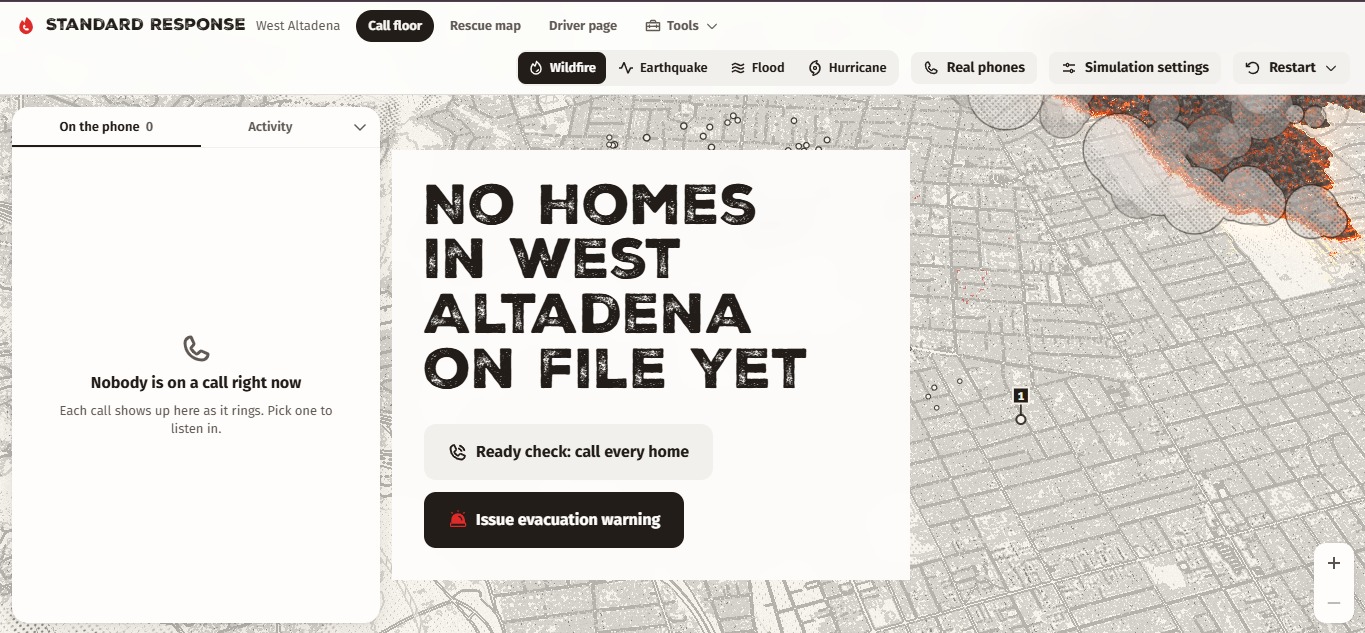 STANDARD RESPONSE West Altadena Call floor Rescue map Driver page Tools
Wildfire Earthquake Flood Hurricane Real phones Simulation settings Restart
On the phone 0 Activity
NO HOMES
IN WEST
ALTADENA
ON FILE YET
Nobody is on a call right now
Each call shows up here as it rings. Pick one to
listen in.
1
Ready check: call every home
Issue evacuation warning
+
−